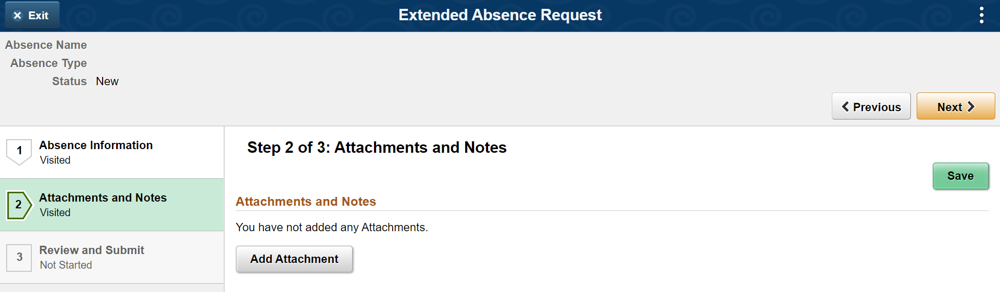 Exit
Extended Absence Request
Absence Name
Absence Type
Status New
Previous
Next
1
Absence Information
Visited
2
Attachments and Notes
Visited
3
Review and Submit
Not Started
Step 2 of 3: Attachments and Notes
Save
Attachments and Notes
You have not added any Attachments.
Add Attachment